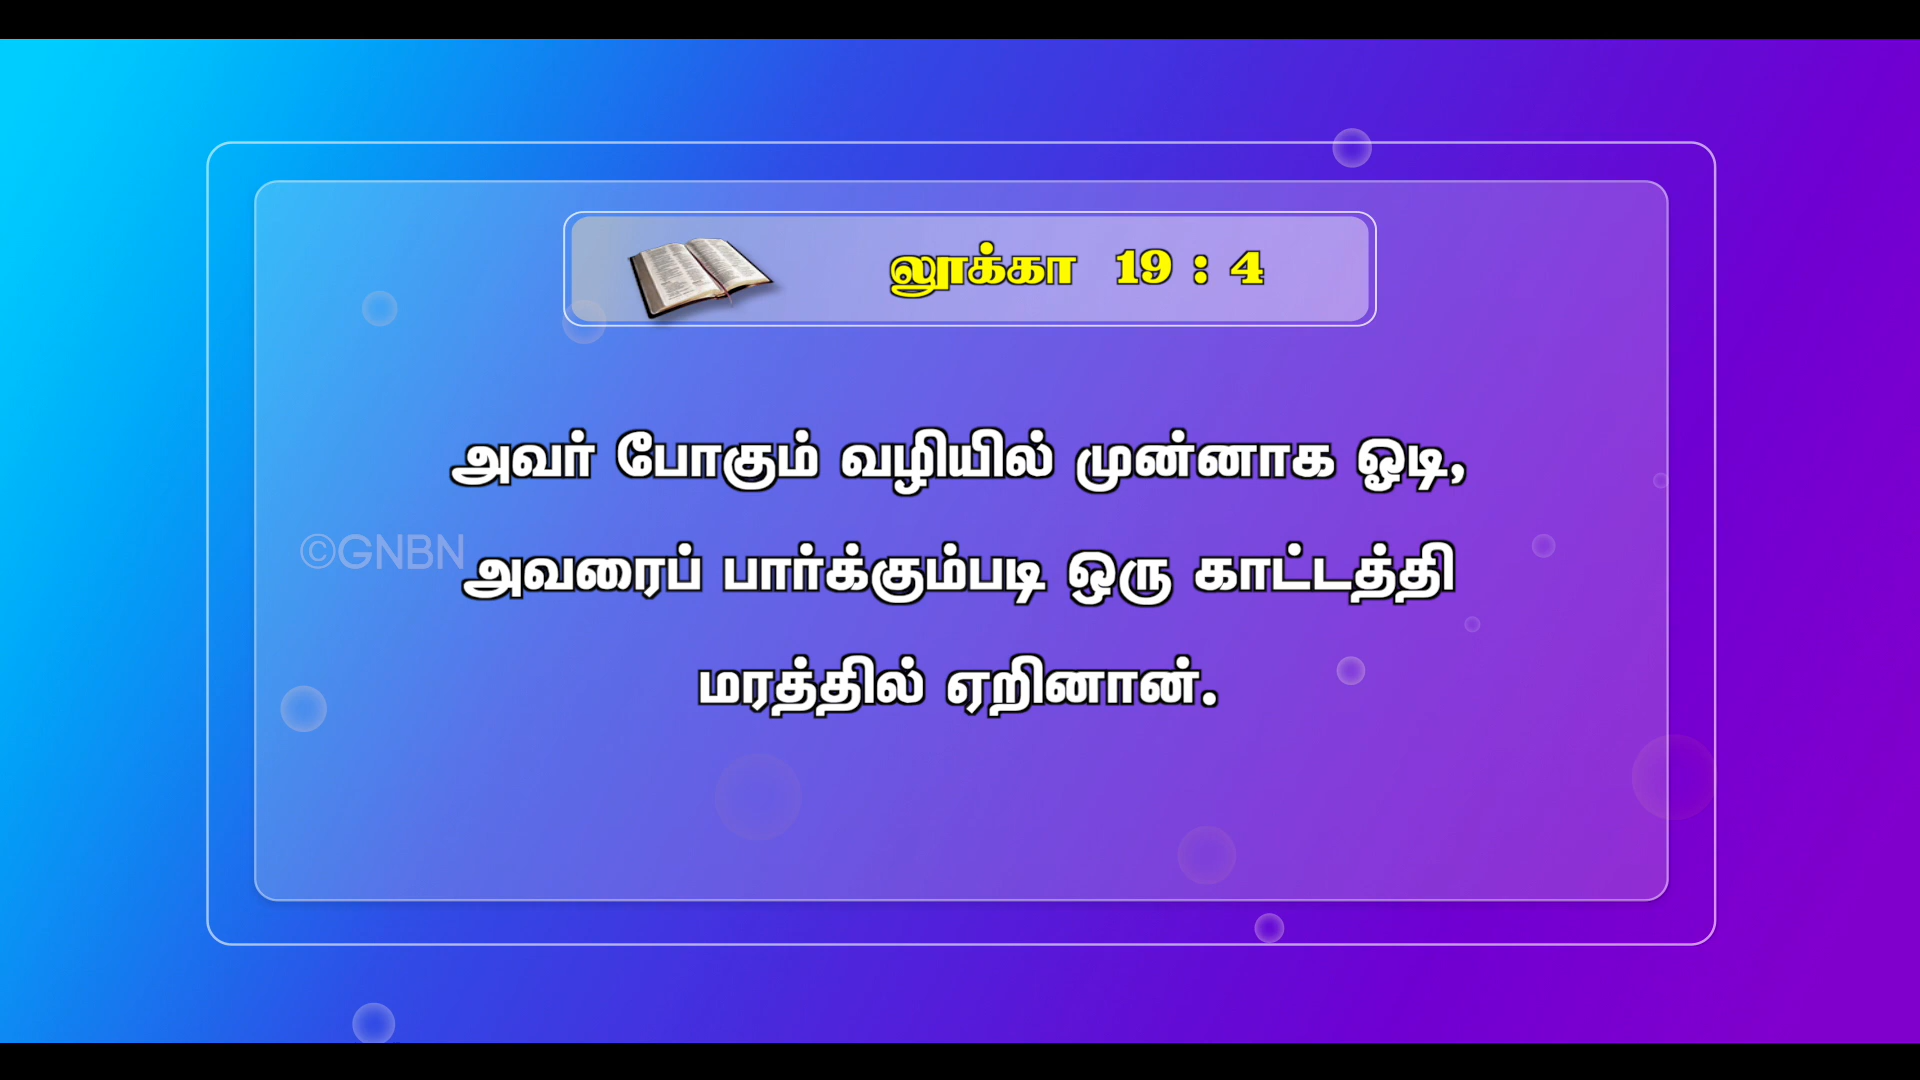 லூக்கா 19 : 4
அவர் போகும் வழியில் முன்னாக ஓடி,
©GNBN
அவரைப் பார்க்கும்படி ஒரு காட்டத்தி
மரத்தில் ஏறினான்.